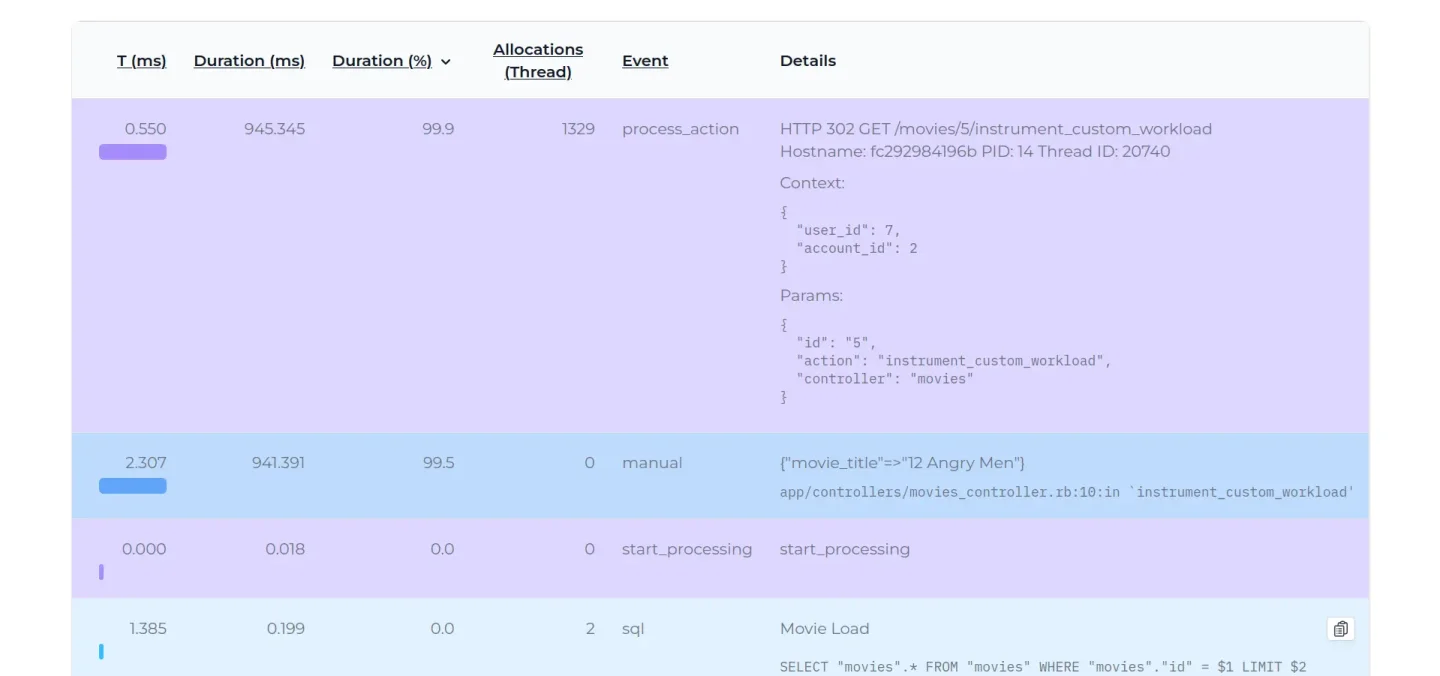 T (ms) Duration (ms) Duration (%) Allocations (Thread) Event Details
0.550 945.345 99.9 1329 process_action HTTP 302 GET /movies/5/instrument_custom_workload
Hostname: fc292984196b PID: 14 Thread ID: 20740
Context:
{
"user_id": 7,
"account_id": 2
}
Params:
{
"id": "5",
"action": "instrument_custom_workload",
"controller": "movies"
}
2.307 941.391 99.5 0 manual {"movie_title"=>"12 Angry Men"}
app/controllers/movies_controller.rb:10:in `instrument_custom_workload'
0.000 0.018 0.0 0 start_processing start_processing
1.385 0.199 0.0 2 sql Movie Load
SELECT "movies".* FROM "movies" WHERE "movies"."id" = $1 LIMIT $2